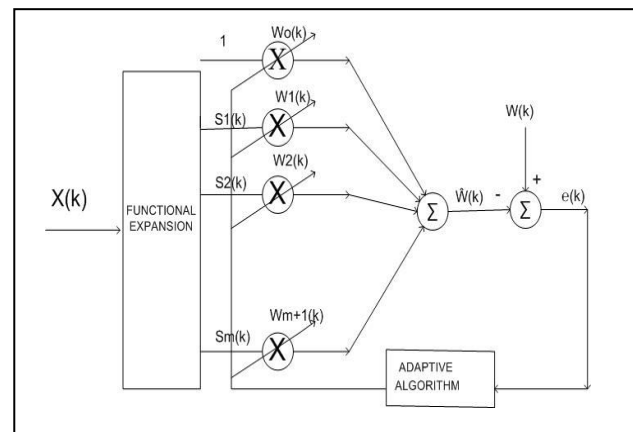 1
Wo(k)
X
S1(k)
W1(k)
X
W(k)
S2(k)
W2(k)
X
+
X(k)
FUNCTIONAL
EXPANSION
Σ
Ŵ(k)
-
Σ
e(k)
Sm(k)
Wm+1(k)
X
ADAPTIVE
ALGORITHM